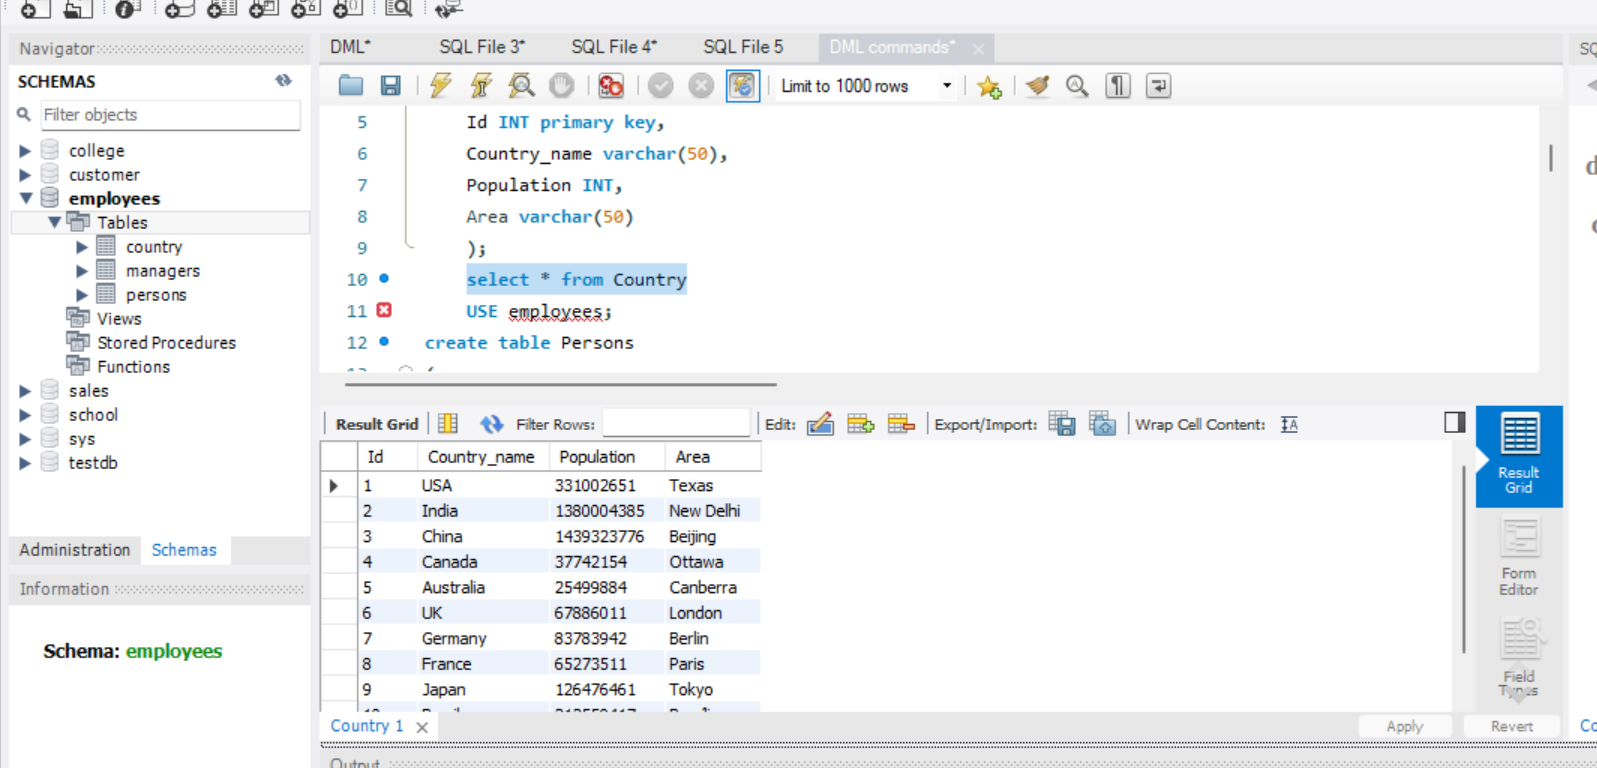 DML* SQL File 3* SQL File 4* SQL File 5 DML commands*
Navigator
SCHEMAS
Filter objects
college
customer
employees
Tables
country
managers
persons
Views
Stored Procedures
Functions
sales
school
sys
testdb
Administration Schemas
Information
Schema: employees
Limit to 1000 rows
5 Id INT primary key,
6 Country_name varchar(50),
7 Population INT,
8 Area varchar(50)
9 );
10 select * from Country
11 USE employees;
12 create table Persons
Result Grid Filter Rows: Edit: Export/Import: Wrap Cell Content:
Id Country_name Population Area
1 USA 331002651 Texas
2 India 1380004385 New Delhi
3 China 1439323776 Beijing
4 Canada 37742154 Ottawa
5 Australia 25499884 Canberra
6 UK 67886011 London
7 Germany 83783942 Berlin
8 France 65273511 Paris
9 Japan 126476461 Tokyo
Result
Grid
Form
Editor
Field
Types
Country 1
Apply Revert
Output